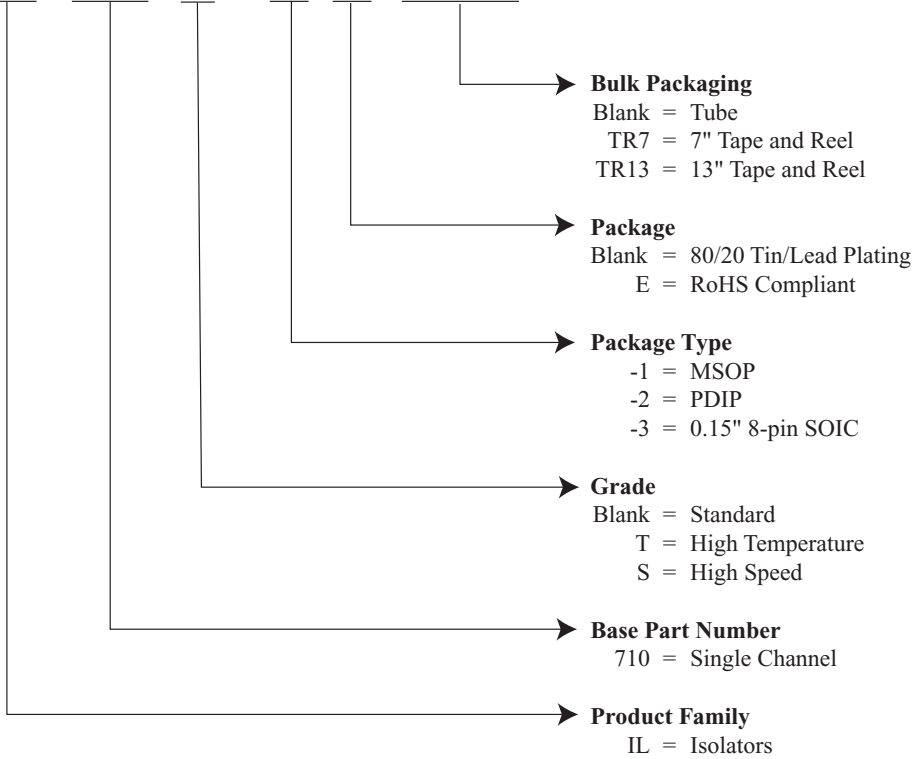 Bulk Packaging
Blank = Tube
TR7 = 7" Tape and Reel
TR13 = 13" Tape and Reel
Package
Blank = 80/20 Tin/Lead Plating
E = RoHS Compliant
Package Type
-1 = MSOP
-2 = PDIP
-3 = 0.15" 8-pin SOIC
Grade
Blank = Standard
T = High Temperature
S = High Speed
Base Part Number
710 = Single Channel
Product Family
IL = Isolators